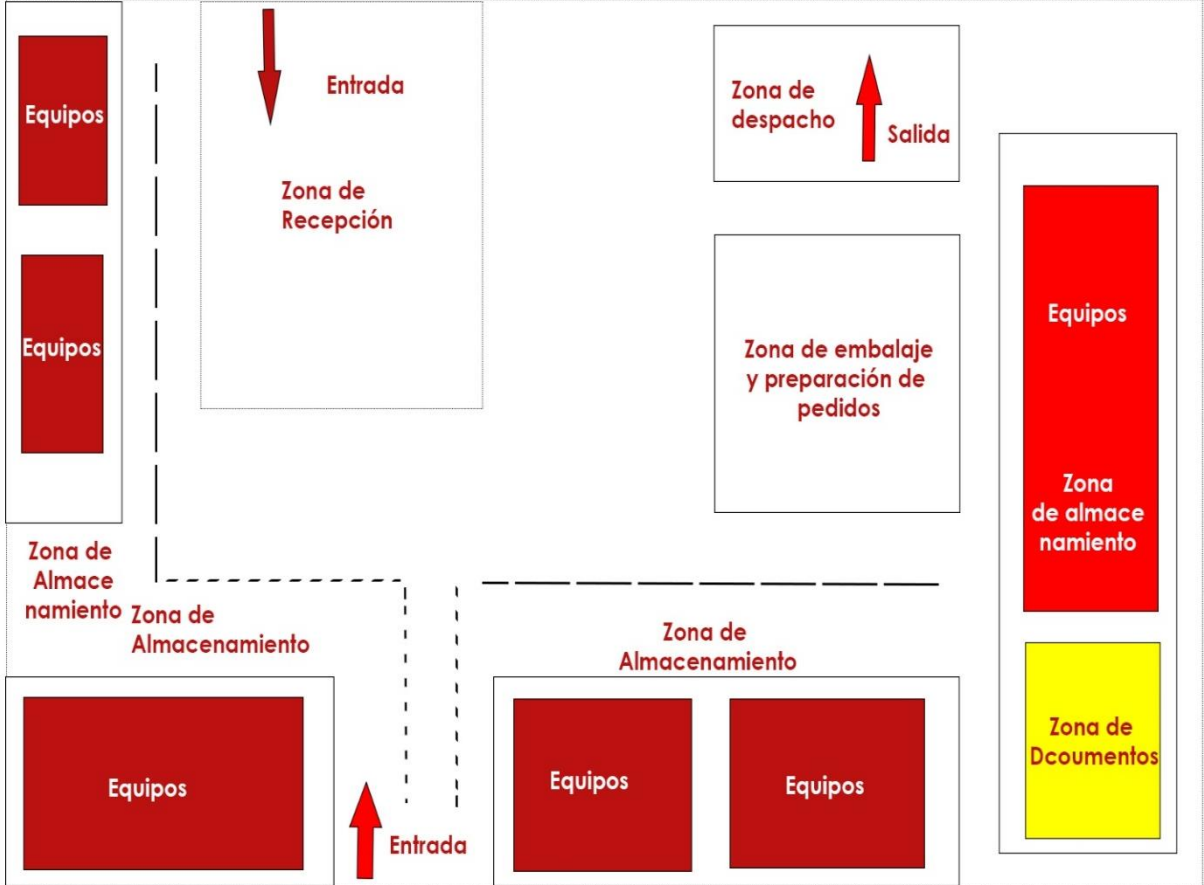 Equipos
Equipos
Zona de
Almace
namiento
Entrada
Zona de
Recepción
Zona de
despacho
Salida
Zona de embalaje
y preparación de
pedidos
Equipos
Zona
de almace
namiento
Zona de
Dcoumentos
Zona de
Almacenamiento
Equipos
Entrada
Zona de
Almacenamiento
Equipos
Equipos